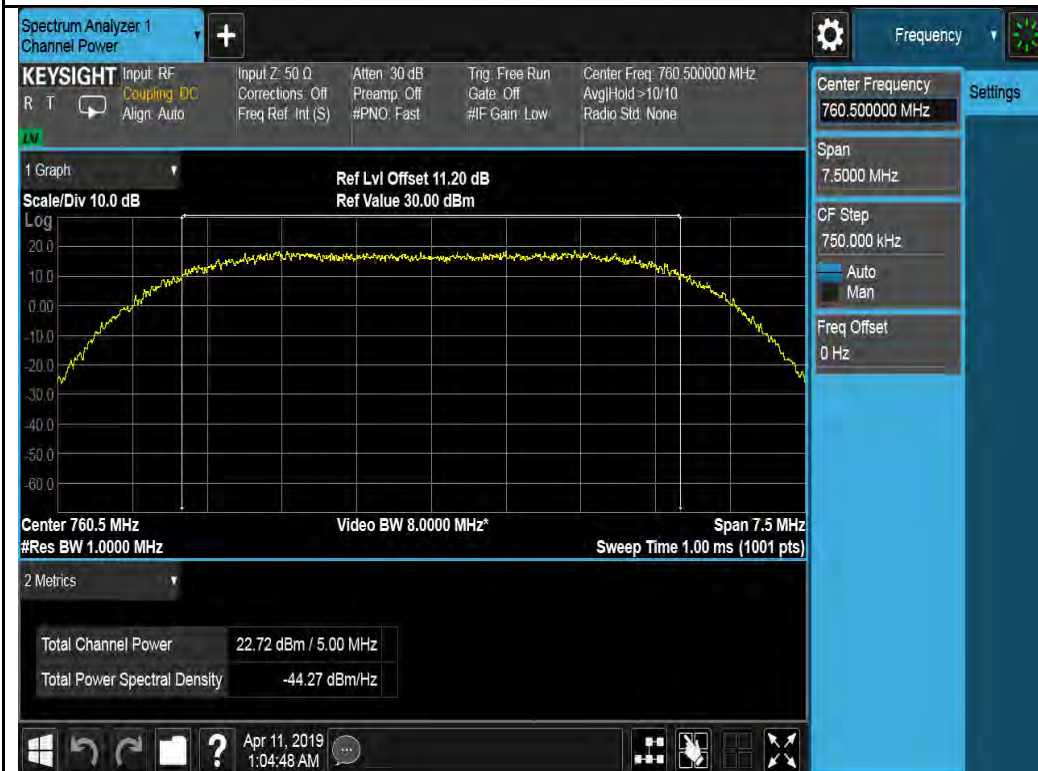 Spectrum Analyzer 1
Channel Power
+
Frequency
KEYSIGHT Input: RF Input Z: 50 Ω Atten: 30 dB Trig: Free Run Center Freq: 760.500000 MHz
R T Coupling: DC Corrections: Off Preamp: Off Gate: Off Avg|Hold:>10/10
Align: Auto Freq Ref: Int (S) #PNO: Fast #IF Gain: Low Radio Std: None
LNI
1 Graph
Ref Lvl Offset 11.20 dB
Scale/Div 10.0 dB Ref Value 30.00 dBm
Log
20.0
10.0
0.00
-10.0
-20.0
-30.0
-40.0
-50.0
-60.0
Center 760.5 MHz Video BW 8.0000 MHz* Span 7.5 MHz
#Res BW 1.0000 MHz Sweep Time 1.00 ms (1001 pts)
2 Metrics
Total Channel Power 22.72 dBm / 5.00 MHz
Total Power Spectral Density -44.27 dBm/Hz
?
Apr 11, 2019
1:04:48 AM
Center Frequency
760.500000 MHz
Settings
Span
7.5000 MHz
CF Step
750.000 kHz
Auto
Man
Freq Offset
0 Hz